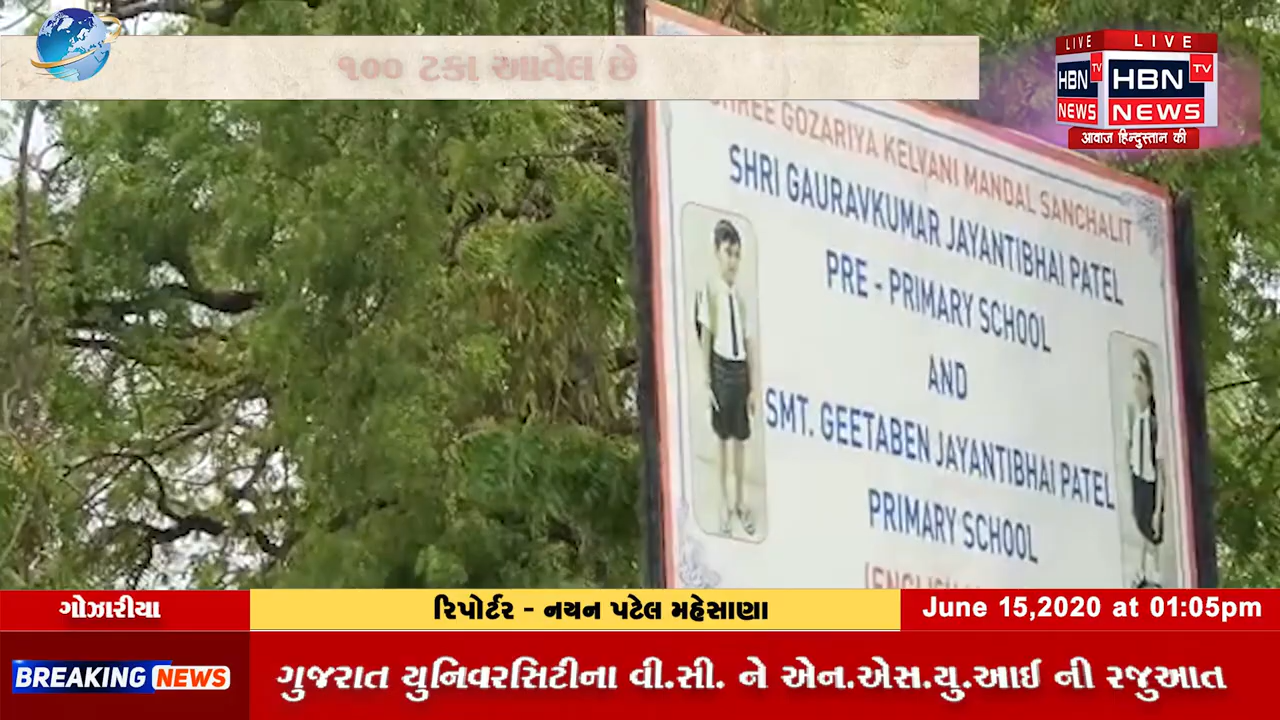 ૧૦૦ ટકા આવેલ છે
LIVE
LIVE
HBN TV
NEWS
HBN TV
NEWS
आवाज हिन्दुस्तान की
SHREE GOZARIYA KELVANI MANDAL SANCHALIT
SHRI GAURAVKUMAR JAYANTIBHAI PATEL
PRE - PRIMARY SCHOOL
AND
SMT. GEETABEN JAYANTIBHAI PATEL
PRIMARY SCHOOL
ગોઝારીયા
રિપોર્ટર - નયન પટેલ મહેસાણા
June 15,2020 at 01:05pm
BREAKING NEWS
ગુજરાત યુનિવરસિટીના વી.સી. ને એન.એસ.યુ.આઈ ની રજુઆત